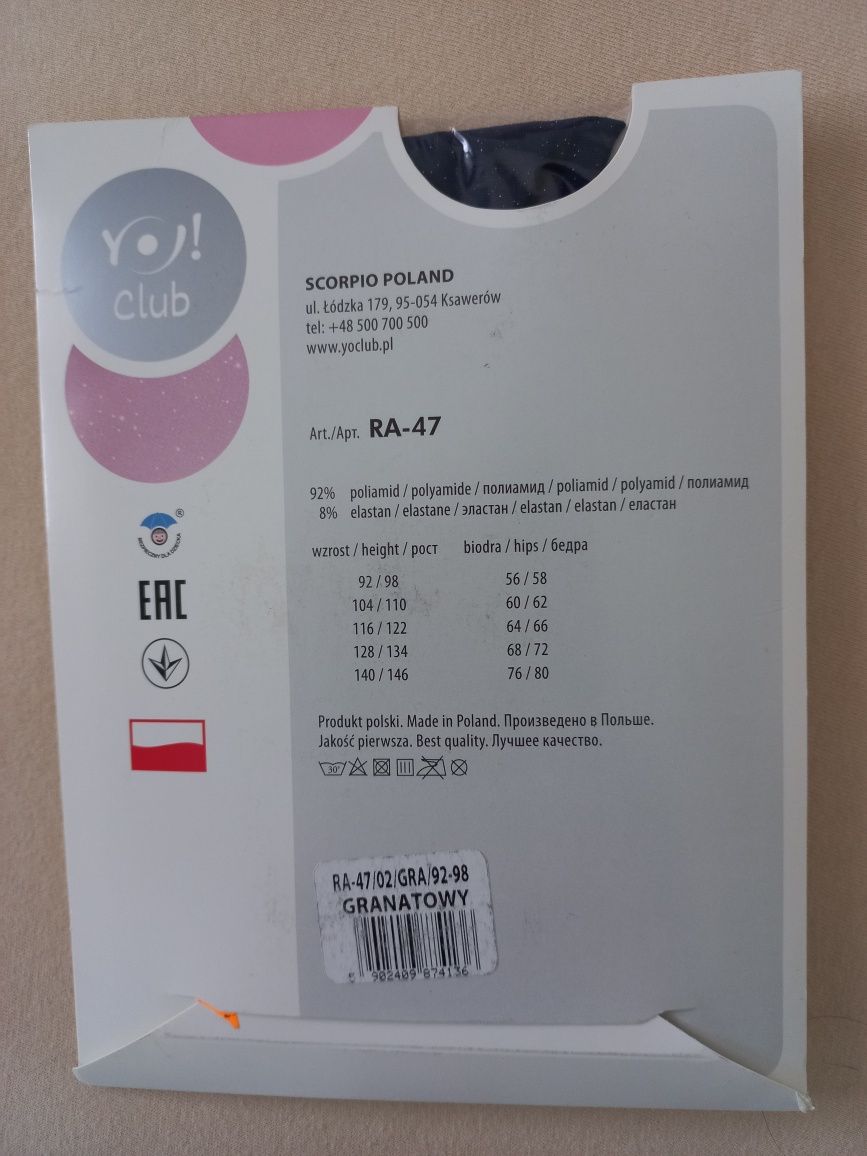 YO!
club
SCORPIO POLAND
ul. Łódzka 179, 95-054 Ksawerów
tel: +48 500 700 500
www.yoclub.pl
Art./Арт. RA-47
92% poliamid / polyamide / полиамид / poliamid / polyamid / полиамид
8% elastan / elastane / эластан / elastan / elastan / еластан
wzrost / height / рост biodra / hips / бедра
92 / 98 56 / 58
104 / 110 60 / 62
116 / 122 64 / 66
128 / 134 68 / 72
140 / 146 76 / 80
®
BEZPIECZNY DLA DZIECKA
EAC
Produkt polski. Made in Poland. Произведено в Польше.
Jakość pierwsza. Best quality. Лучшее качество.
30°
RA-47/02/GRA/92-98
GRANATOWY
5 902409 874136